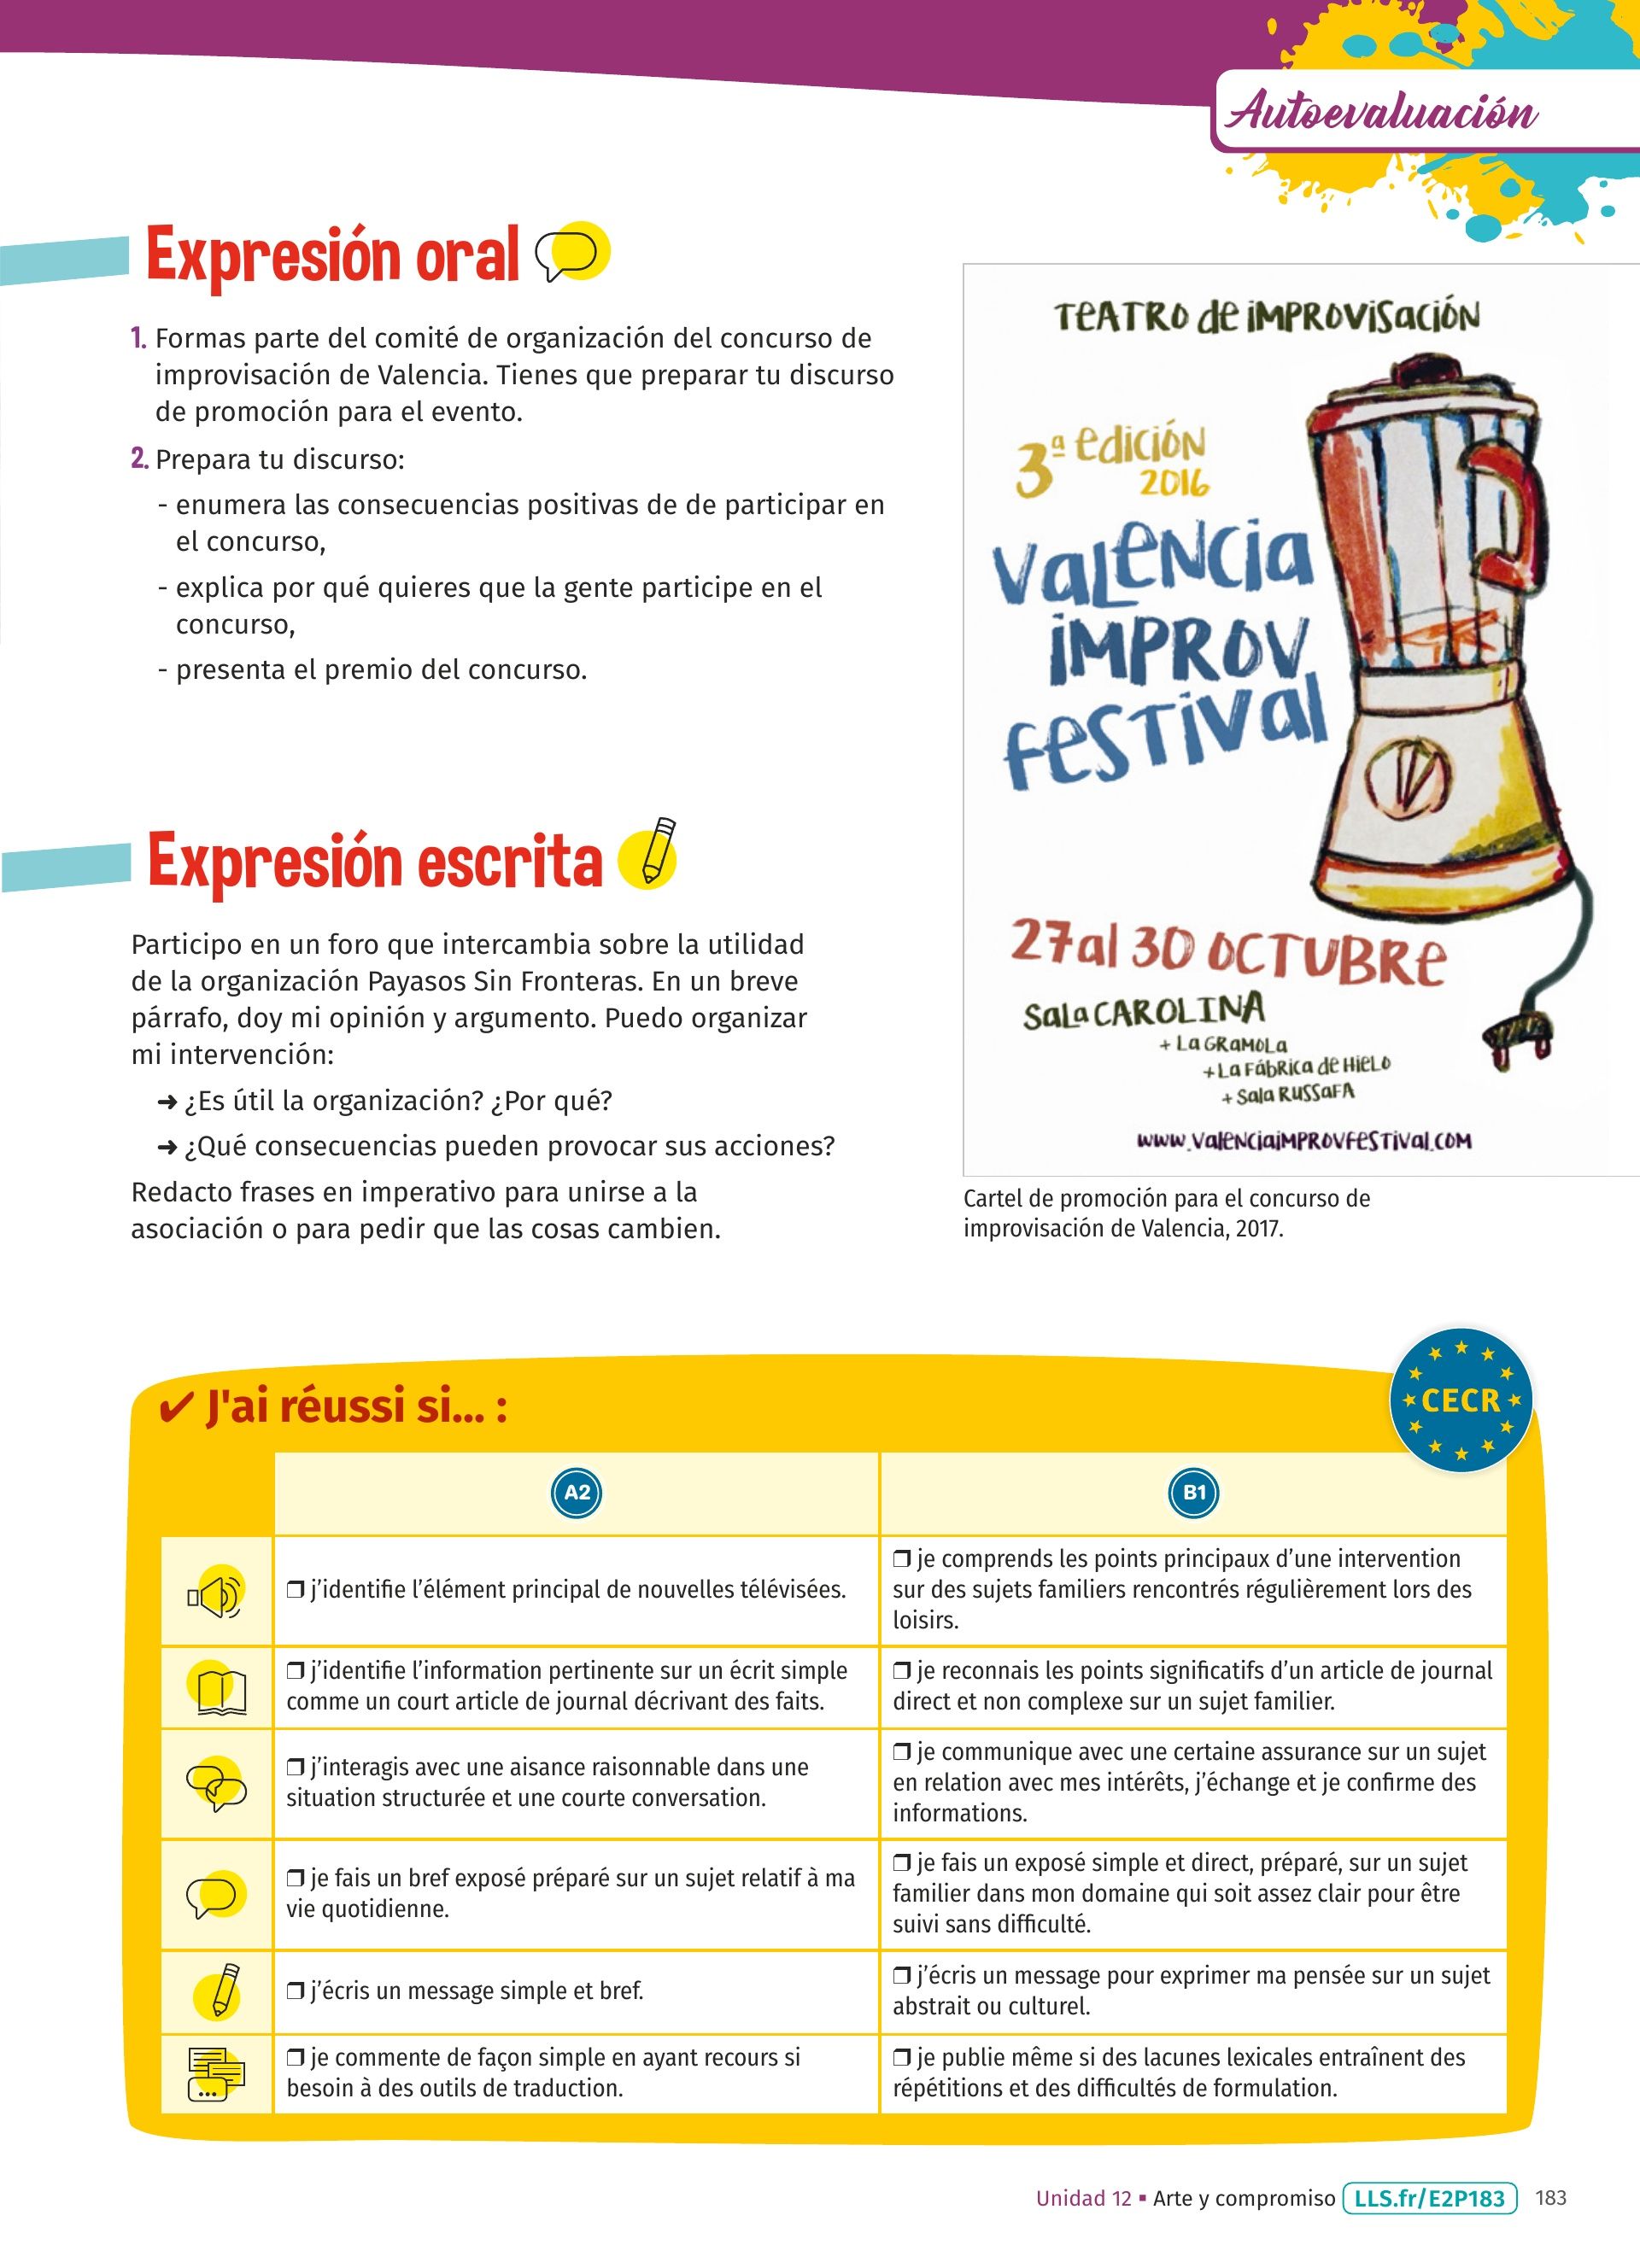 Autoevaluación
Expresión oral
1. Formas parte del comité de organización del concurso de
improvisación de Valencia. Tienes que preparar tu discurso
de promoción para el evento.
2. Prepara tu discurso:
- enumera las consecuencias positivas de de participar en
el concurso,
- explica por qué quieres que la gente participe en el
concurso,
- presenta el premio del concurso.
Expresión escrita
Participo en un foro que intercambia sobre la utilidad
de la organización Payasos Sin Fronteras. En un breve
párrafo, doy mi opinión y argumento. Puedo organizar
mi intervención:
➜ ¿Es útil la organización? ¿Por qué?
➜ ¿Qué consecuencias pueden provocar sus acciones?
Redacto frases en imperativo para unirse a la
asociación o para pedir que las cosas cambien.
TEATRO de iMPROViSaCiÓN
3ª edición
2016
VaLENCia
iMPROV
FeSTiVal
27 al 30 OCTUBRe
SaLa CAROLINA
+ La GRaMoLa
+ La FábRica de HieLo
+ Sala RUSSaFA
www.valenciaimprovfestival.com
Cartel de promoción para el concurso de
improvisación de Valencia, 2017.
✔ J'ai réussi si... :
CECR
A2
B1
❒ j’identifie l’élément principal de nouvelles télévisées.
❒ je comprends les points principaux d’une intervention
sur des sujets familiers rencontrés régulièrement lors des
loisirs.
❒ j’identifie l’information pertinente sur un écrit simple
comme un court article de journal décrivant des faits.
❒ je reconnais les points significatifs d’un article de journal
direct et non complexe sur un sujet familier.
❒ j’interagis avec une aisance raisonnable dans une
situation structurée et une courte conversation.
❒ je communique avec une certaine assurance sur un sujet
en relation avec mes intérêts, j’échange et je confirme des
informations.
❒ je fais un bref exposé préparé sur un sujet relatif à ma
vie quotidienne.
❒ je fais un exposé simple et direct, préparé, sur un sujet
familier dans mon domaine qui soit assez clair pour être
suivi sans difficulté.
❒ j’écris un message simple et bref.
❒ j’écris un message pour exprimer ma pensée sur un sujet
abstrait ou culturel.
❒ je commente de façon simple en ayant recours si
besoin à des outils de traduction.
❒ je publie même si des lacunes lexicales entraînent des
répétitions et des difficultés de formulation.
Unidad 12 ▪ Arte y compromiso LLS.fr/E2P183 183